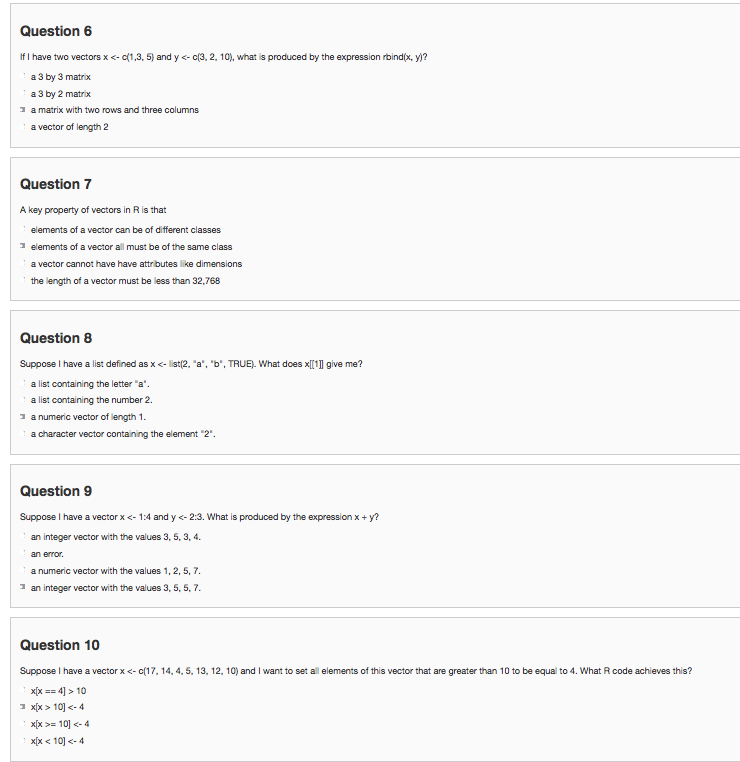 Question 6
If I have two vectors x <- c(1,3, 5) and y <- c(3, 2, 10), what is produced by the expression rbind(x, y)?
a 3 by 3 matrix
a 3 by 2 matrix
a matrix with two rows and three columns
a vector of length 2
Question 7
A key property of vectors in R is that
elements of a vector can be of different classes
elements of a vector all must be of the same class
a vector cannot have have attributes like dimensions
the length of a vector must be less than 32,768
Question 8
Suppose I have a list defined as x <- list(2, "a", "b", TRUE). What does x[[1]] give me?
a list containing the letter "a".
a list containing the number 2.
a numeric vector of length 1.
a character vector containing the element "2".
Question 9
Suppose I have a vector x <- 1:4 and y <- 2:3. What is produced by the expression x + y?
an integer vector with the values 3, 5, 3, 4.
an error.
a numeric vector with the values 1, 2, 5, 7.
an integer vector with the values 3, 5, 5, 7.
Question 10
Suppose I have a vector x <- c(17, 14, 4, 5, 13, 12, 10) and I want to set all elements of this vector that are greater than 10 to be equal to 4. What R code achieves this?
x[x == 4] > 10
x[x > 10] <- 4
x[x >= 10] <- 4
x[x < 10] <- 4